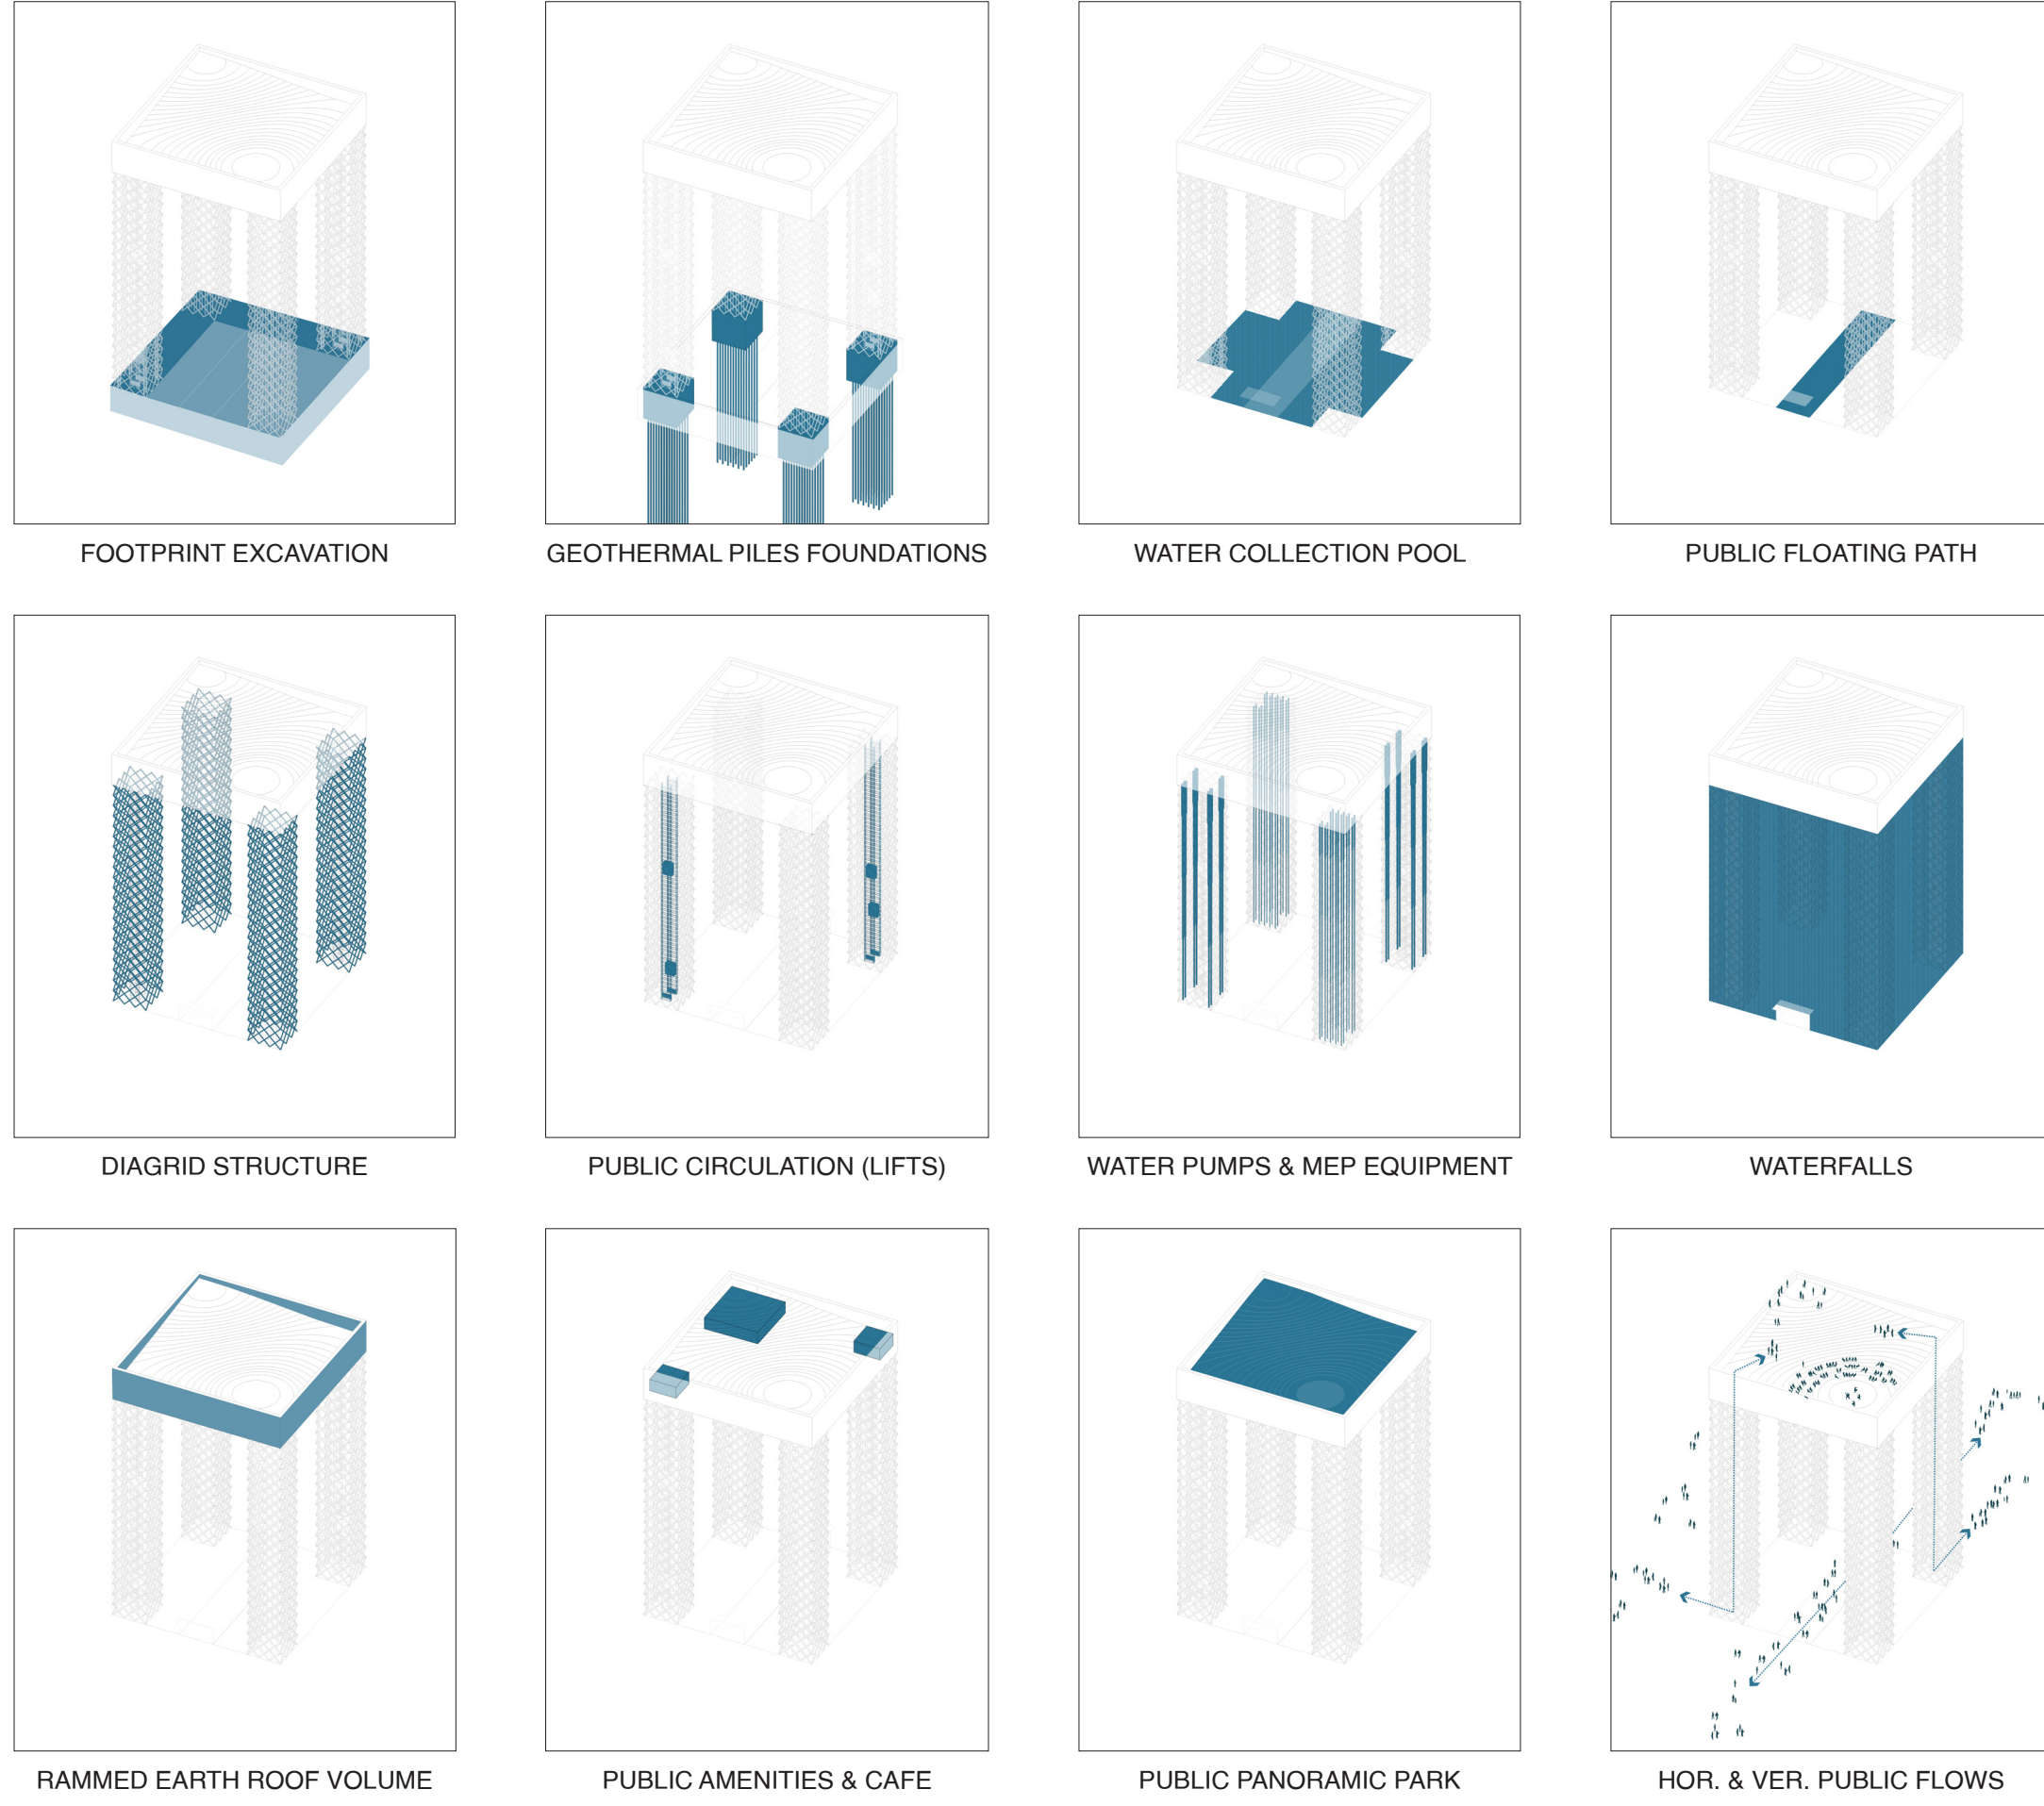 FOOTPRINT EXCAVATION
GEOTHERMAL PILES FOUNDATIONS
WATER COLLECTION POOL
PUBLIC FLOATING PATH
DIAGRID STRUCTURE
PUBLIC CIRCULATION (LIFTS)
WATER PUMPS & MEP EQUIPMENT
WATERFALLS
RAMMED EARTH ROOF VOLUME
PUBLIC AMENITIES & CAFE
PUBLIC PANORAMIC PARK
HOR. & VER. PUBLIC FLOWS